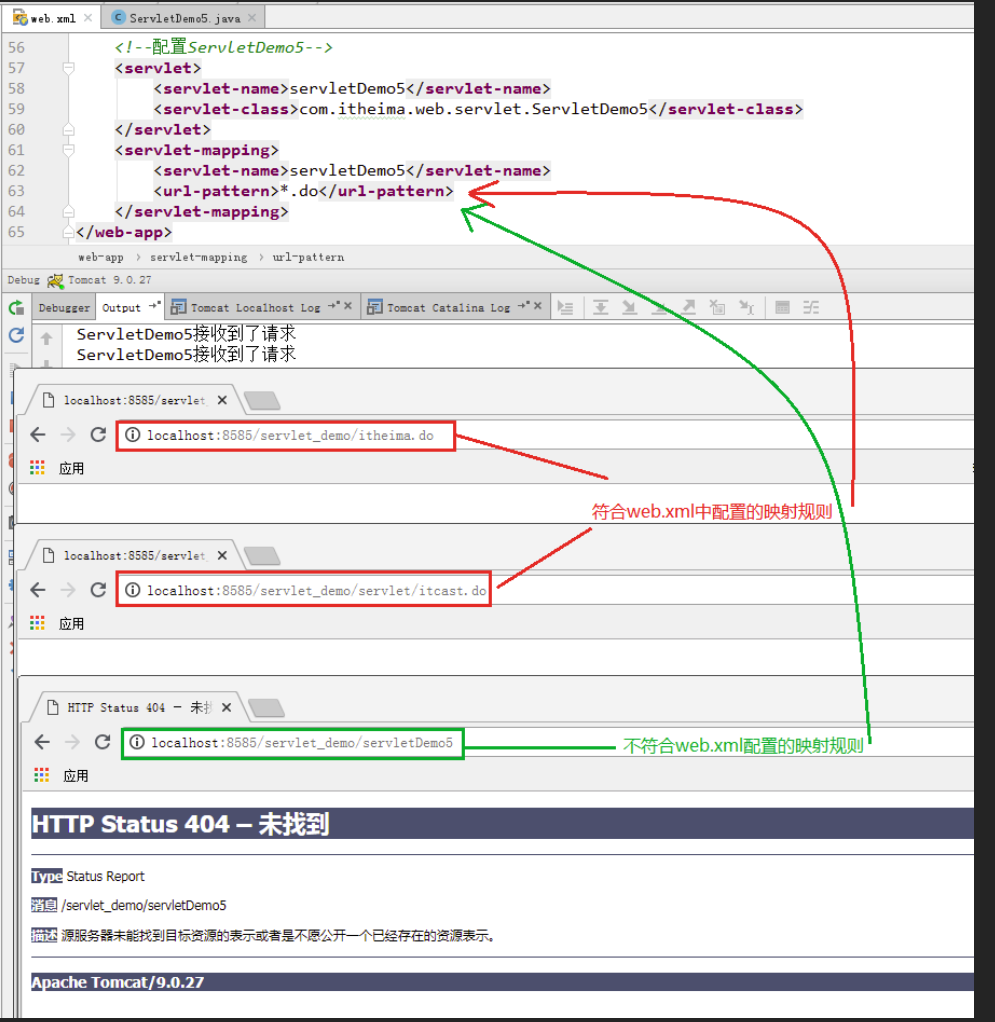 web.xml ServletDemo5.java
56 <!--配置ServletDemo5-->
57 <servlet>
58 <servlet-name>servletDemo5</servlet-name>
59 <servlet-class>com.itheima.web.servlet.ServletDemo5</servlet-class>
60 </servlet>
61 <servlet-mapping>
62 <servlet-name>servletDemo5</servlet-name>
63 <url-pattern>*.do</url-pattern>
64 </servlet-mapping>
65 </web-app>
web-app › servlet-mapping › url-pattern
Debug Tomcat 9.0.27
Debugger Output Tomcat Localhost Log Tomcat Catalina Log
ServletDemo5接收到了请求
ServletDemo5接收到了请求
localhost:8585/servlet
localhost:8585/servlet_demo/itheima.do
应用
符合web.xml中配置的映射规则
localhost:8585/servlet
localhost:8585/servlet_demo/servlet/itcast.do
应用
HTTP Status 404 – 未
localhost:8585/servlet_demo/servletDemo5
不符合web.xml配置的映射规则
应用
HTTP Status 404 – 未找到
Type Status Report
消息 /servlet_demo/servletDemo5
描述 源服务器未能找到目标资源的表示或者是不愿公开一个已经存在的资源表示。
Apache Tomcat/9.0.27